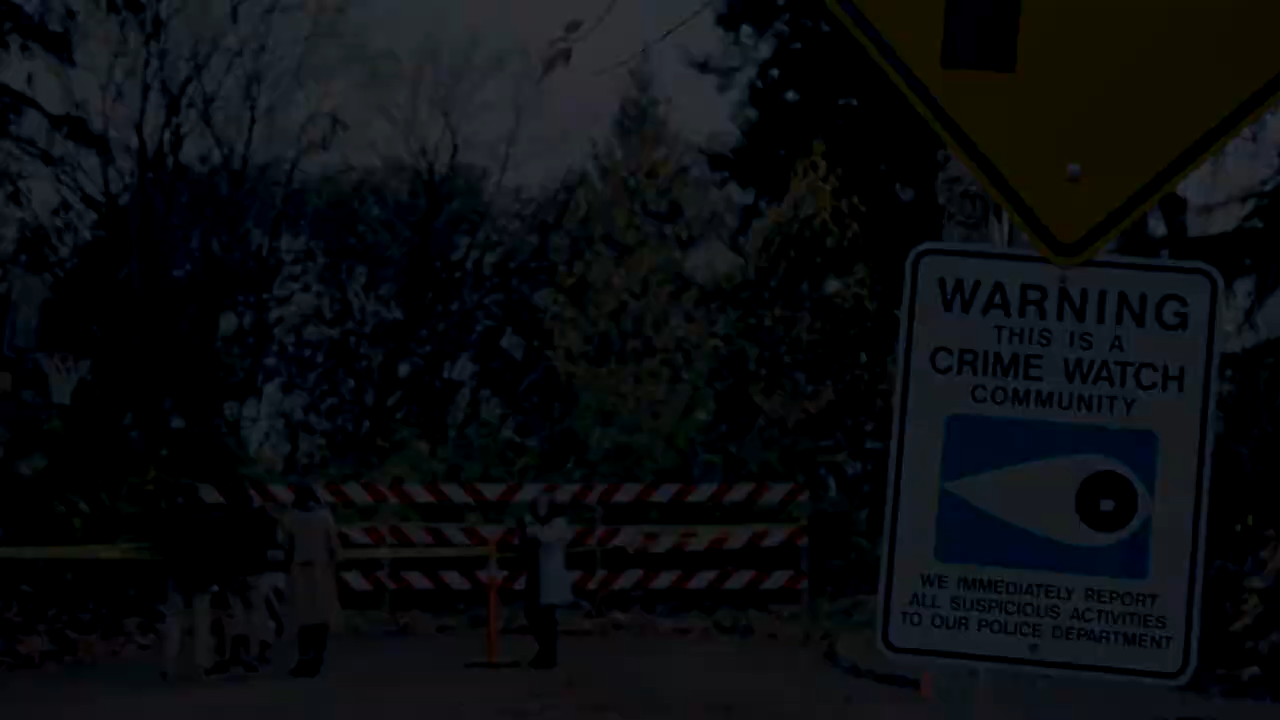 WARNING
THIS IS A
CRIME WATCH
COMMUNITY
WE IMMEDIATELY REPORT
ALL SUSPICIOUS ACTIVITIES
TO OUR POLICE DEPARTMENT